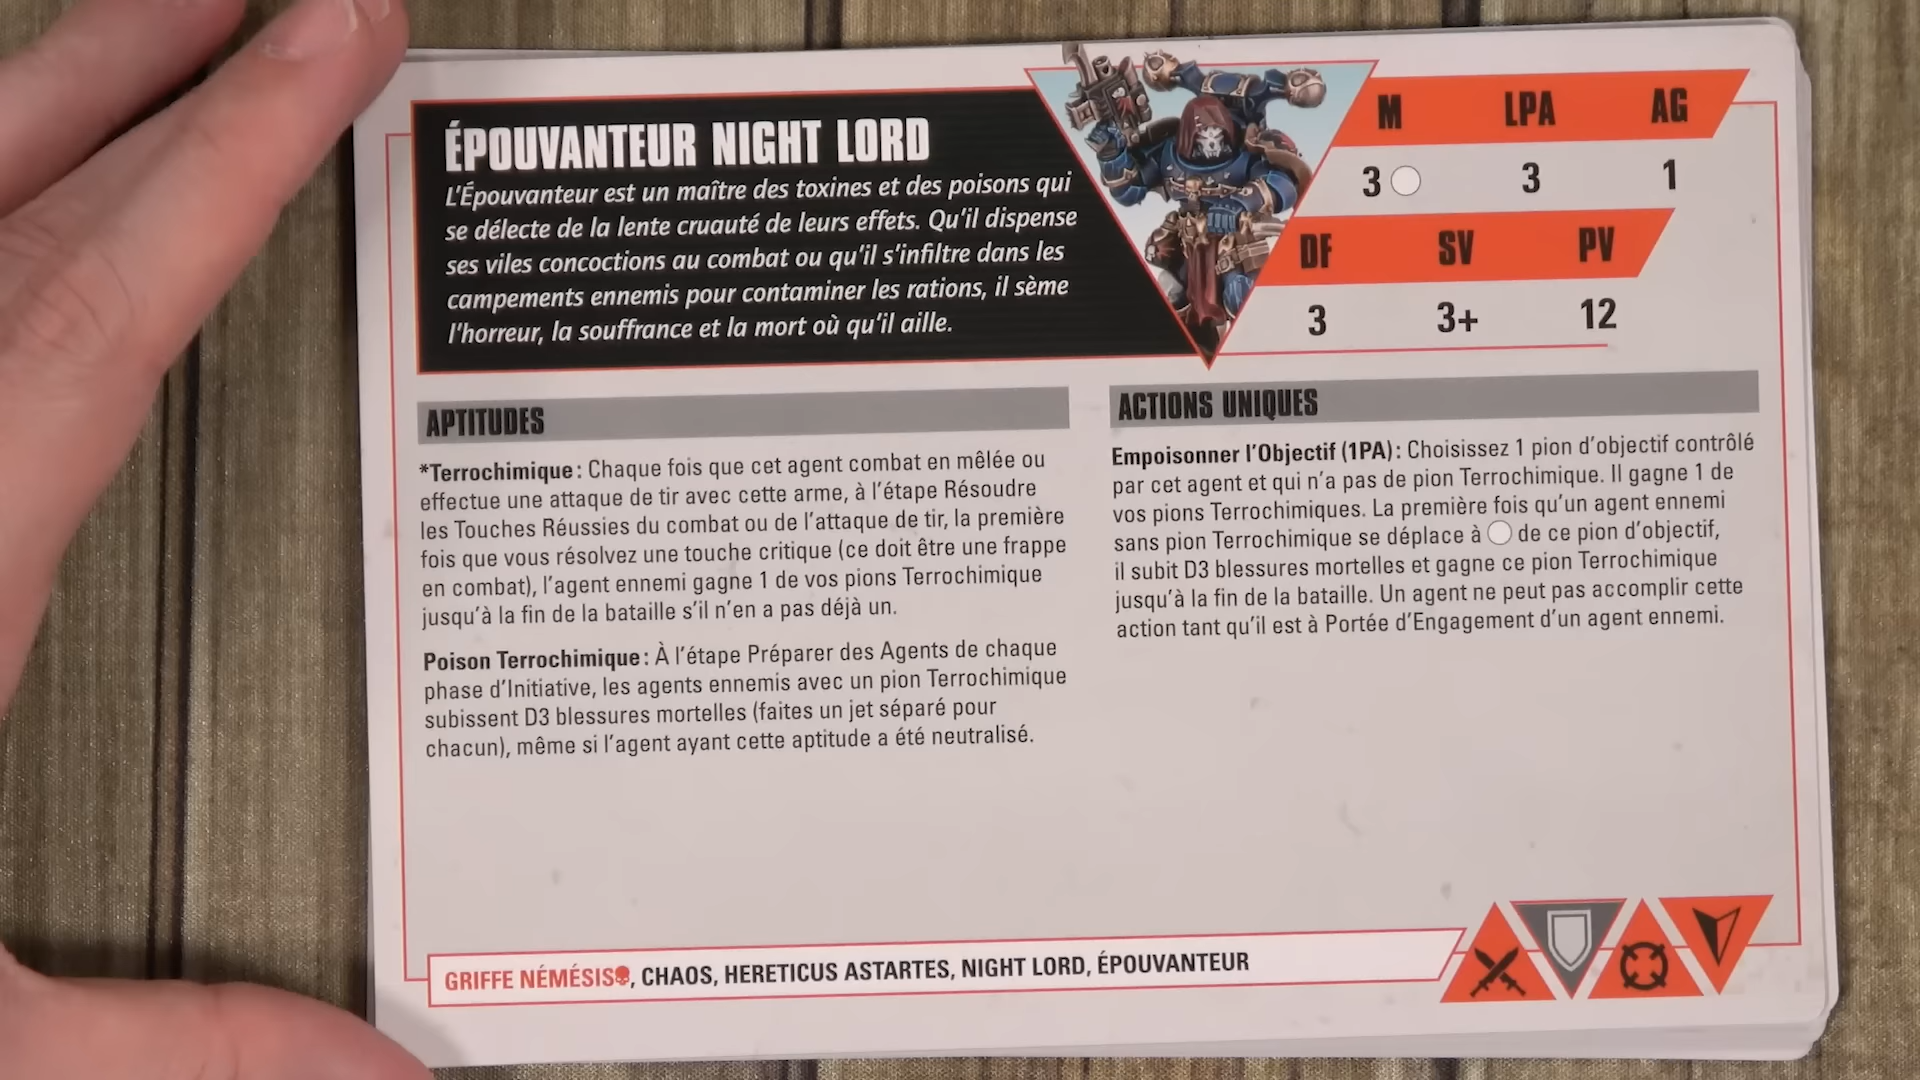 ÉPOUVANTEUR NIGHT LORD
L'Épouvanteur est un maître des toxines et des poisons qui
se délecte de la lente cruauté de leurs effets. Qu'il dispense
ses viles concoctions au combat ou qu'il s'infiltre dans les
campements ennemis pour contaminer les rations, il sème
l'horreur, la souffrance et la mort où qu'il aille.
M LPA AG
3 3 1
DF SV PV
3 3+ 12
APTITUDES
*Terrochimique : Chaque fois que cet agent combat en mêlée ou
effectue une attaque de tir avec cette arme, à l'étape Résoudre
les Touches Réussies du combat ou de l'attaque de tir, la première
fois que vous résolvez une touche critique (ce doit être une frappe
en combat), l'agent ennemi gagne 1 de vos pions Terrochimique
jusqu'à la fin de la bataille s'il n'en a pas déjà un.
Poison Terrochimique : À l'étape Préparer des Agents de chaque
phase d'Initiative, les agents ennemis avec un pion Terrochimique
subissent D3 blessures mortelles (faites un jet séparé pour
chacun), même si l'agent ayant cette aptitude a été neutralisé.
ACTIONS UNIQUES
Empoisonner l'Objectif (1PA) : Choisissez 1 pion d'objectif contrôlé
par cet agent et qui n'a pas de pion Terrochimique. Il gagne 1 de
vos pions Terrochimiques. La première fois qu'un agent ennemi
sans pion Terrochimique se déplace à de ce pion d'objectif,
il subit D3 blessures mortelles et gagne ce pion Terrochimique
jusqu'à la fin de la bataille. Un agent ne peut pas accomplir cette
action tant qu'il est à Portée d'Engagement d'un agent ennemi.
GRIFFE NÉMÉSIS, CHAOS, HERETICUS ASTARTES, NIGHT LORD, ÉPOUVANTEUR